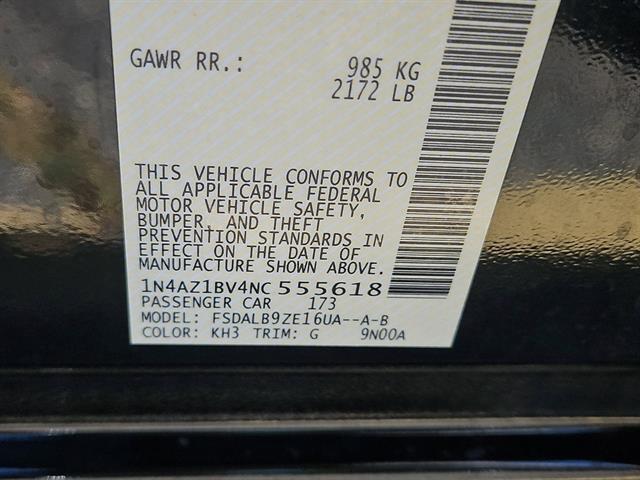 GAWR RR.: 985 KG
2172 LB
THIS VEHICLE CONFORMS TO
ALL APPLICABLE FEDERAL
MOTOR VEHICLE SAFETY,
BUMPER, AND THEFT
PREVENTION STANDARDS IN
EFFECT ON THE DATE OF
MANUFACTURE SHOWN ABOVE.
1N4AZ1BV4NC555618
PASSENGER CAR 173
MODEL: FSDALB9ZE16UA--A-B
COLOR: KH3 TRIM: G 9N00A